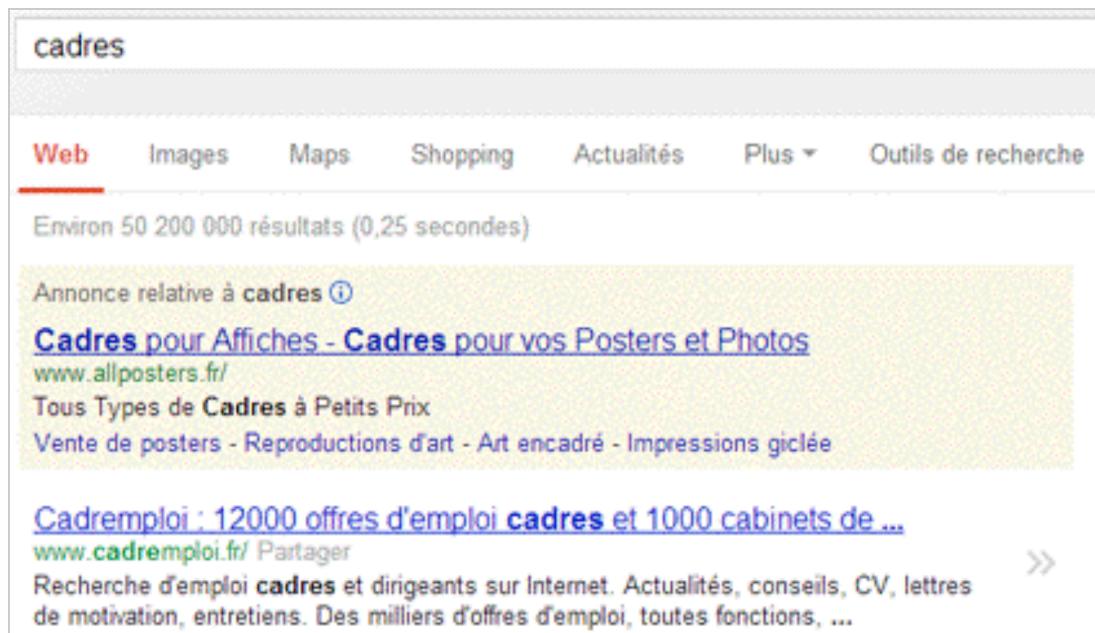 cadres
Web Images Maps Shopping Actualités Plus Outils de recherche
Environ 50 200 000 résultats (0,25 secondes)
Annonce relative à cadres
Cadres pour Affiches - Cadres pour vos Posters et Photos
www.allposters.fr/
Tous Types de Cadres à Petits Prix
Vente de posters - Reproductions d'art - Art encadré - Impressions giclée
Cadremploi : 12000 offres d'emploi cadres et 1000 cabinets de ...
www.cadremploi.fr/ Partager
Recherche d'emploi cadres et dirigeants sur Internet. Actualités, conseils, CV, lettres
de motivation, entretiens. Des milliers d'offres d'emploi, toutes fonctions, ...